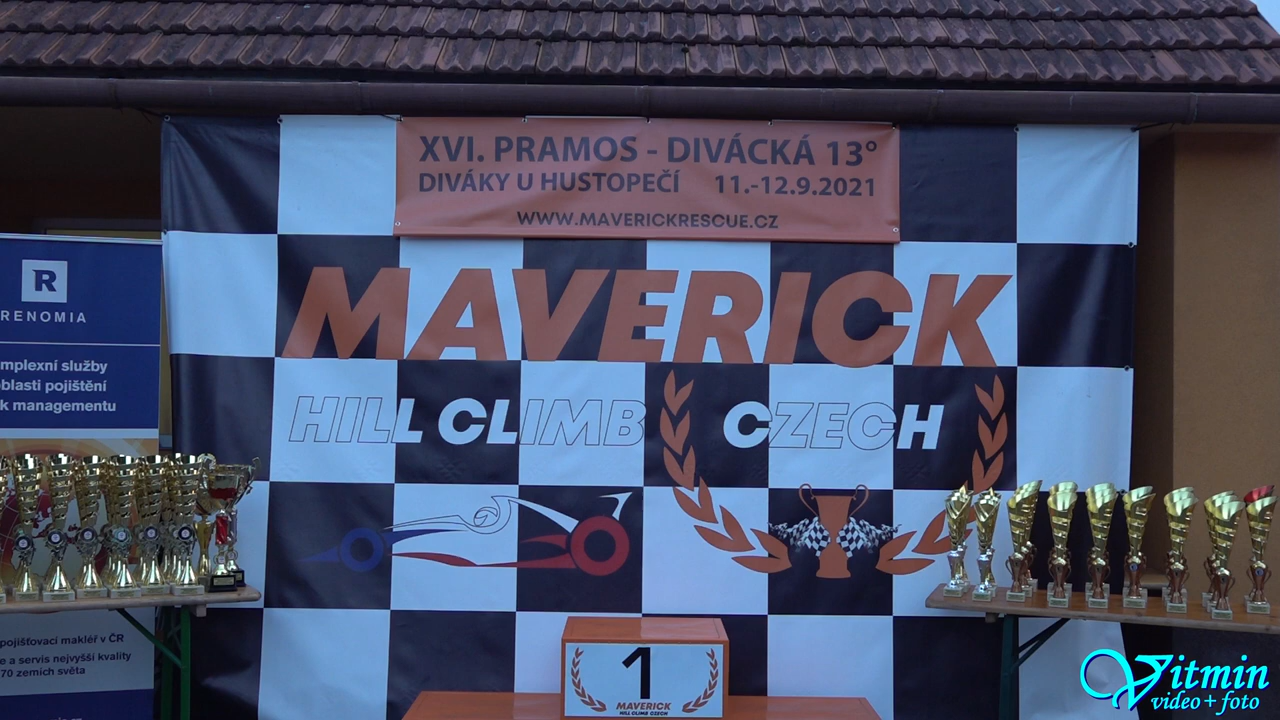 XVI. PRAMOS - DIVÁCKÁ 13°
DIVÁKY U HUSTOPEČÍ 11.-12.9.2021
WWW.MAVERICKRESCUE.CZ
MAVERICK
HILL CLIMB CZECH
R
RENOMIA
mplexní služby
oblasti pojištění
k managementu
pojišťovací makléř v ČR
e a servis nejvyšší kvality
70 zemích světa
1
MAVERICK
HILL CLIMB CZECH
Vitmin
video+foto